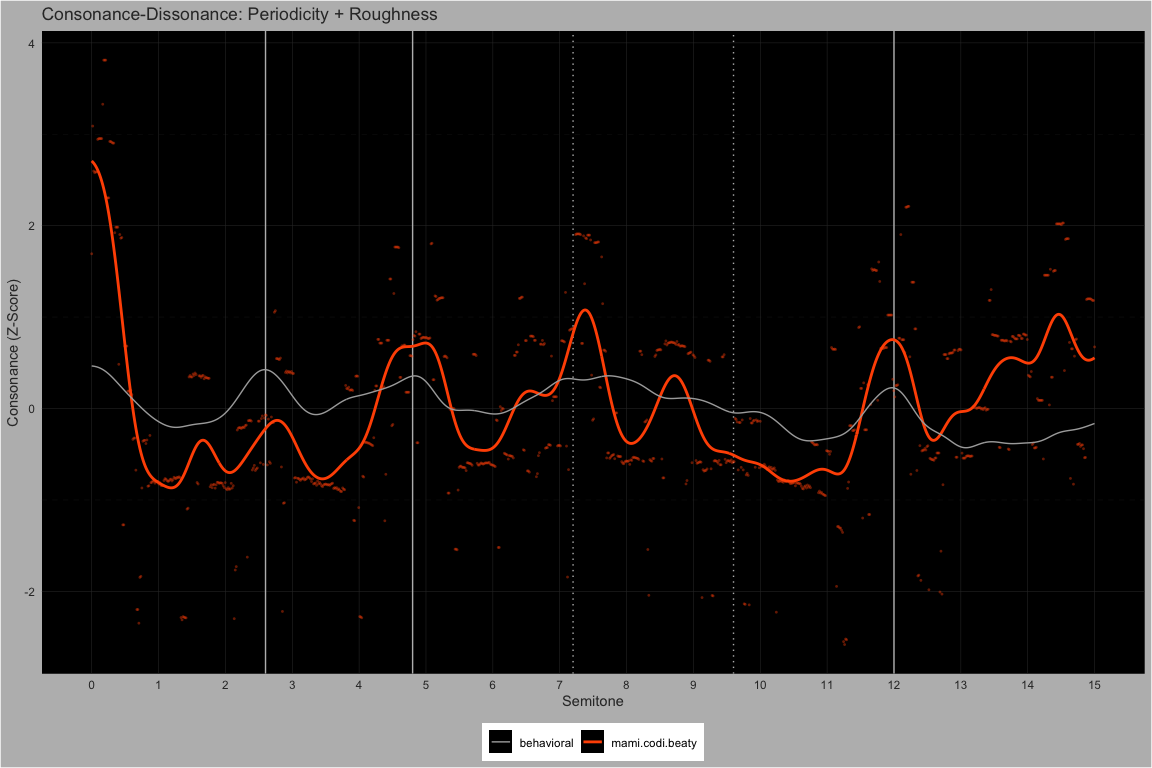 Consonance-Dissonance: Periodicity + Roughness
Consonance (Z-Score)
4
2
0
-2
0 1 2 3 4 5 6 7 8 9 10 11 12 13 14 15
Semitone
behavioral mami.codi.beaty